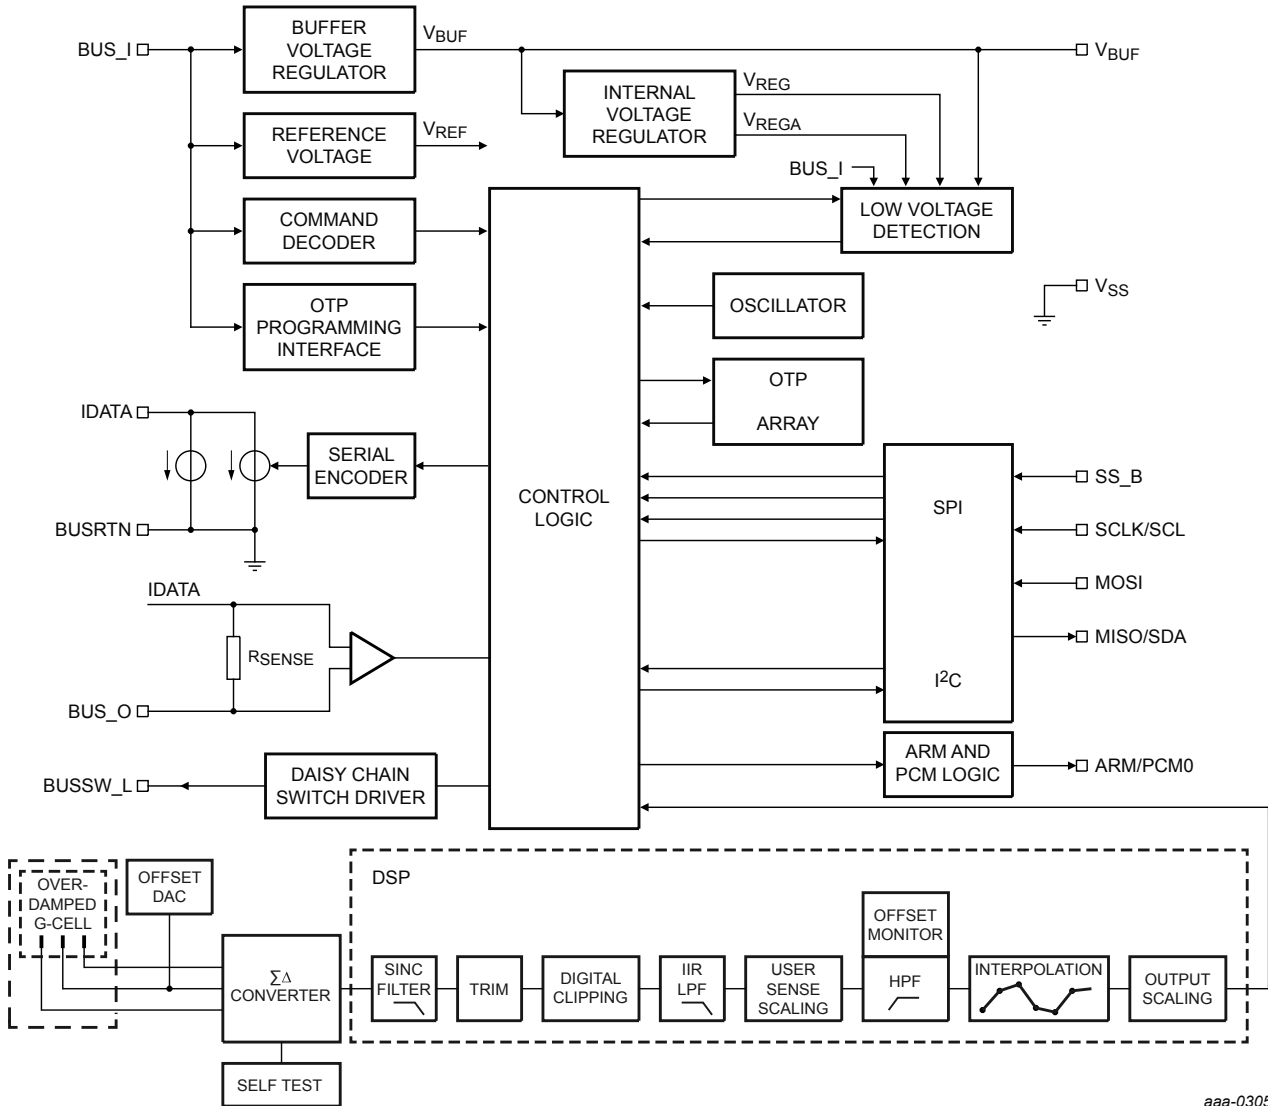 BUS_I
BUFFER
VOLTAGE
REGULATOR
VBUF
VBUF
INTERNAL
VOLTAGE
REGULATOR
VREG
VREGA
REFERENCE
VOLTAGE
VREF
BUS_I
LOW VOLTAGE
DETECTION
COMMAND
DECODER
OTP
PROGRAMMING
INTERFACE
OSCILLATOR
VSS
OTP
ARRAY
IDATA
SERIAL
ENCODER
BUSRTN
CONTROL
LOGIC
SPI
I2C
SS_B
SCLK/SCL
MOSI
MISO/SDA
IDATA
RSENSE
BUS_O
ARM AND
PCM LOGIC
ARM/PCM0
BUSSW_L
DAISY CHAIN
SWITCH DRIVER
OVER-
DAMPED
G-CELL
OFFSET
DAC
ΣΔ
CONVERTER
SELF TEST
DSP
SINC
FILTER
TRIM
DIGITAL
CLIPPING
IIR
LPF
USER
SENSE
SCALING
OFFSET
MONITOR
HPF
INTERPOLATION
OUTPUT
SCALING
aaa-0305